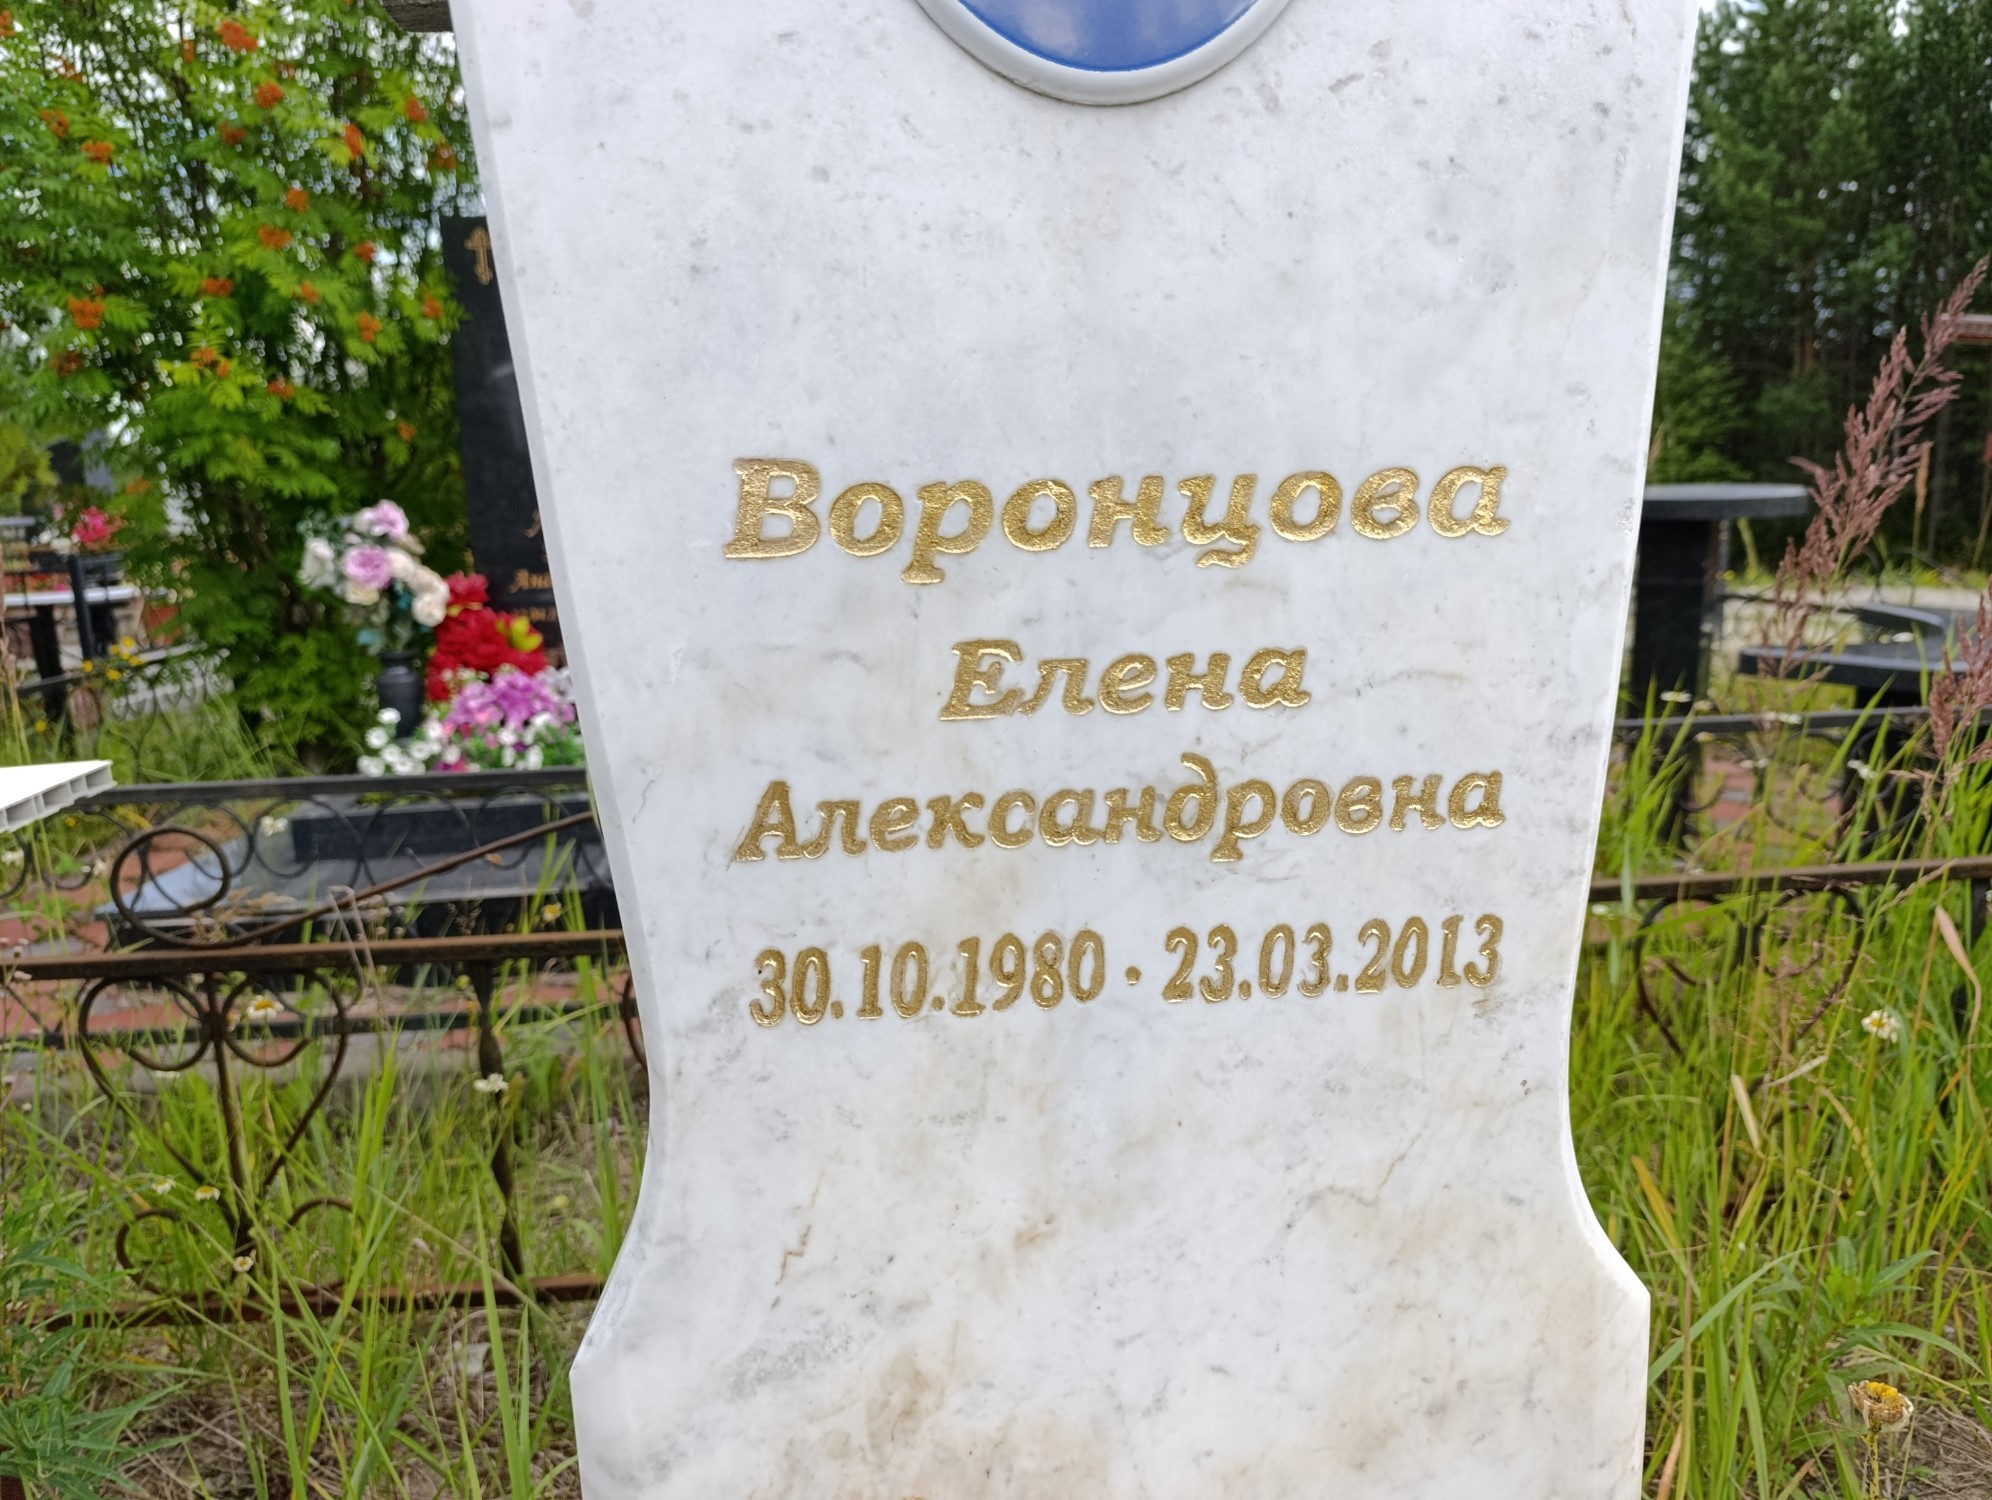 Воронцова
Елена
Александровна
30.10.1980 · 23.03.2013